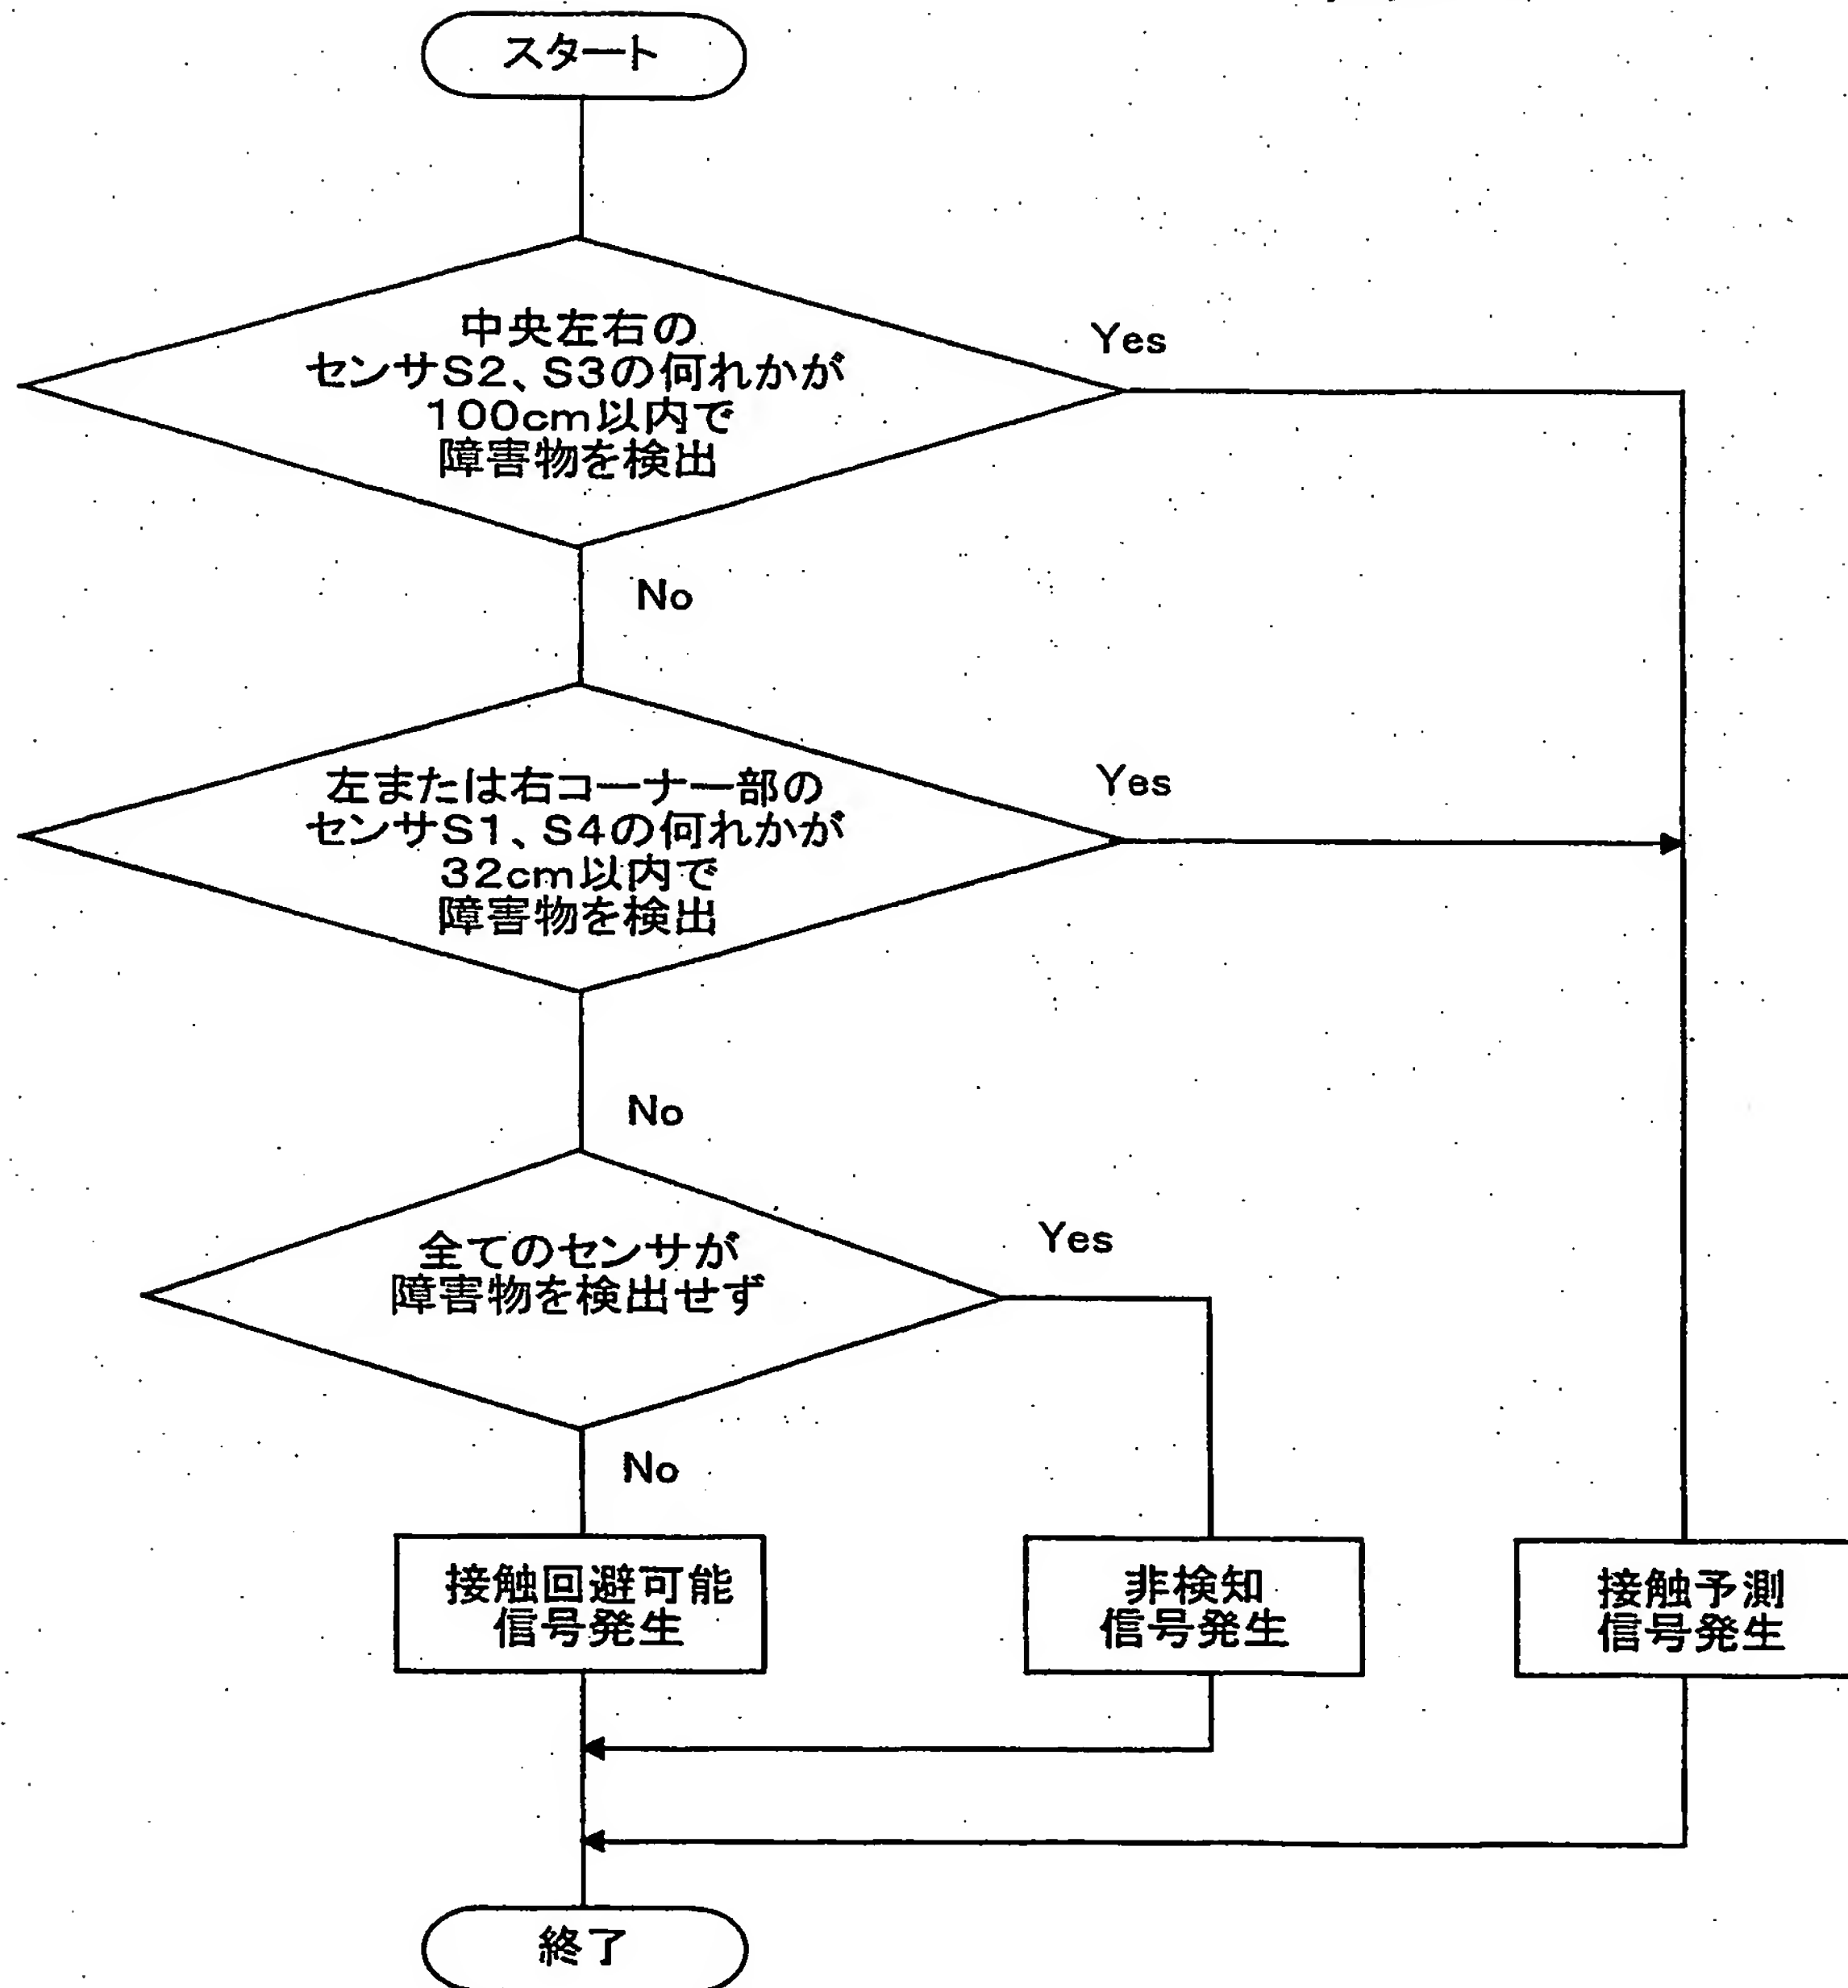 スタート
中央左右の
センサS2、S3の何れかが
100cm以内で
障害物を検出
Yes
No
左または右コーナー部の
センサS1、S4の何れかが
32cm以内で
障害物を検出
Yes
No
全てのセンサが
障害物を検出せず
Yes
No
接触回避可能
信号発生
非検知
信号発生
接触予測
信号発生
終了